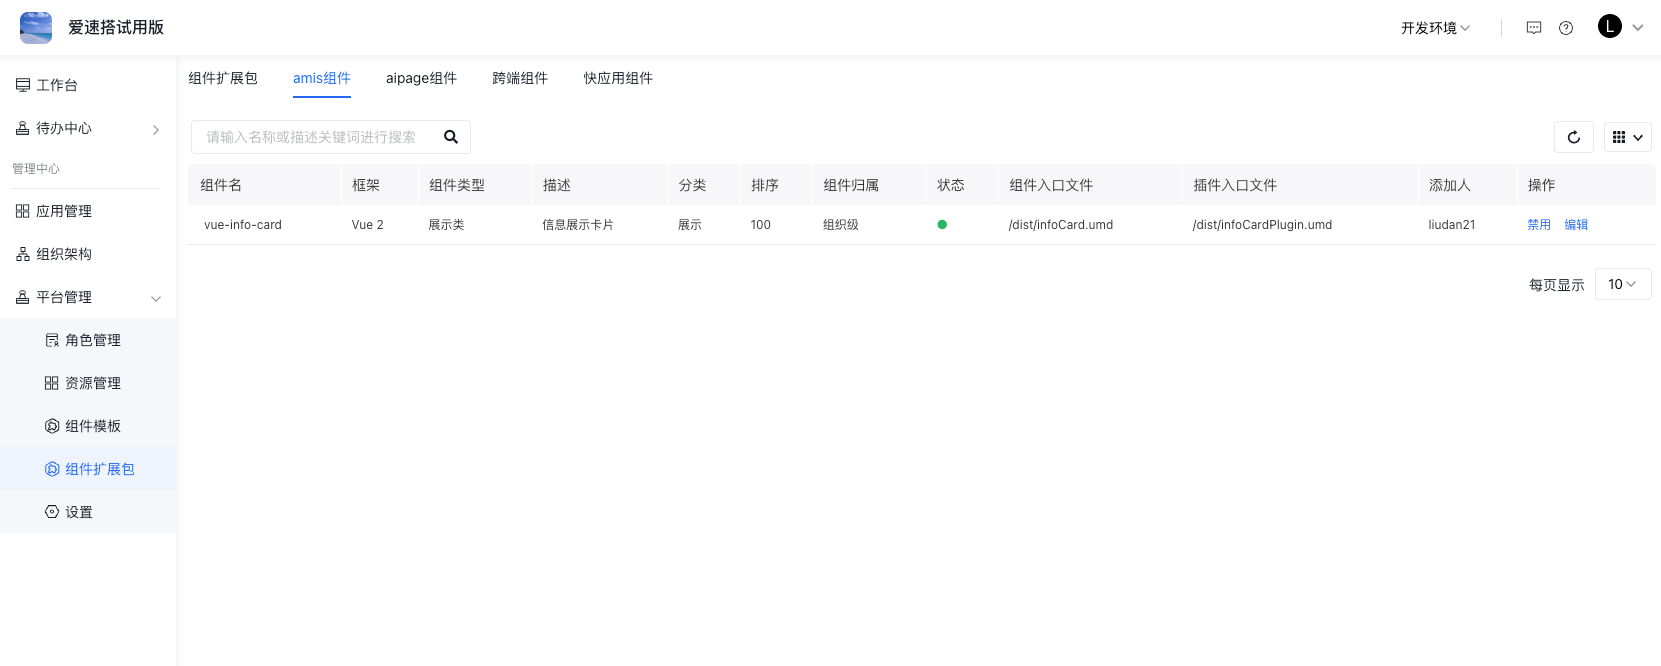 爱速搭试用版
开发环境
L
工作台
待办中心
管理中心
应用管理
组织架构
平台管理
角色管理
资源管理
组件模板
组件扩展包
设置
组件扩展包 amis组件 aipage组件 跨端组件 快应用组件
请输入名称或描述关键词进行搜索
组件名 框架 组件类型 描述 分类 排序 组件归属 状态 组件入口文件 插件入口文件 添加人 操作
vue-info-card Vue 2 展示类 信息展示卡片 展示 100 组织级 /dist/infoCard.umd /dist/infoCardPlugin.umd liudan21 禁用 编辑
每页显示 10